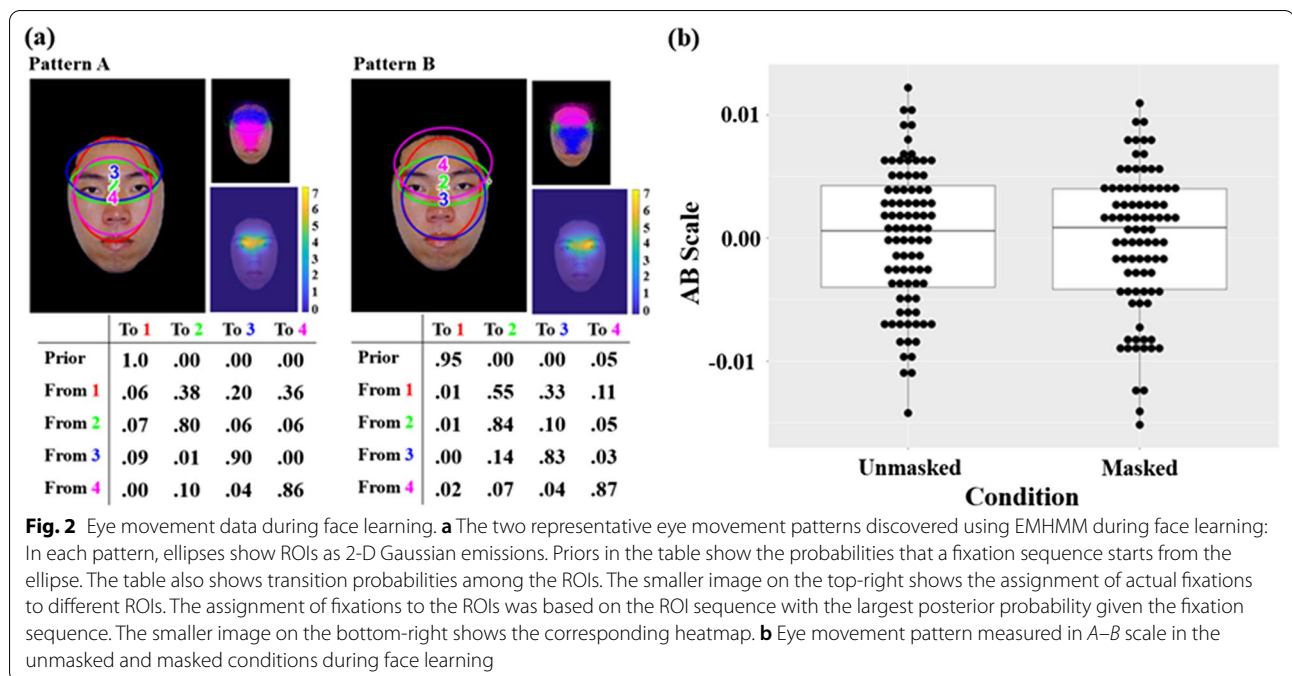 (a)
Pattern A
3
2
4
7
6
5
4
3
2
1
0
To 1 To 2 To 3 To 4
Prior 1.0 .00 .00 .00
From 1 .06 .38 .20 .36
From 2 .07 .80 .06 .06
From 3 .09 .01 .90 .00
From 4 .00 .10 .04 .86
Pattern B
4
2
3
7
6
5
4
3
2
1
0
To 1 To 2 To 3 To 4
Prior .95 .00 .00 .05
From 1 .01 .55 .33 .11
From 2 .01 .84 .10 .05
From 3 .00 .14 .83 .03
From 4 .02 .07 .04 .87
(b)
AB Scale
0.01
0.00
-0.01
Unmasked Masked
Condition
Fig. 2 Eye movement data during face learning. a The two representative eye movement patterns discovered using EMHMM during face learning:
In each pattern, ellipses show ROIs as 2-D Gaussian emissions. Priors in the table show the probabilities that a fixation sequence starts from the
ellipse. The table also shows transition probabilities among the ROIs. The smaller image on the top-right shows the assignment of actual fixations
to different ROIs. The assignment of fixations to the ROIs was based on the ROI sequence with the largest posterior probability given the fixation
sequence. The smaller image on the bottom-right shows the corresponding heatmap. b Eye movement pattern measured in A–B scale in the
unmasked and masked conditions during face learning